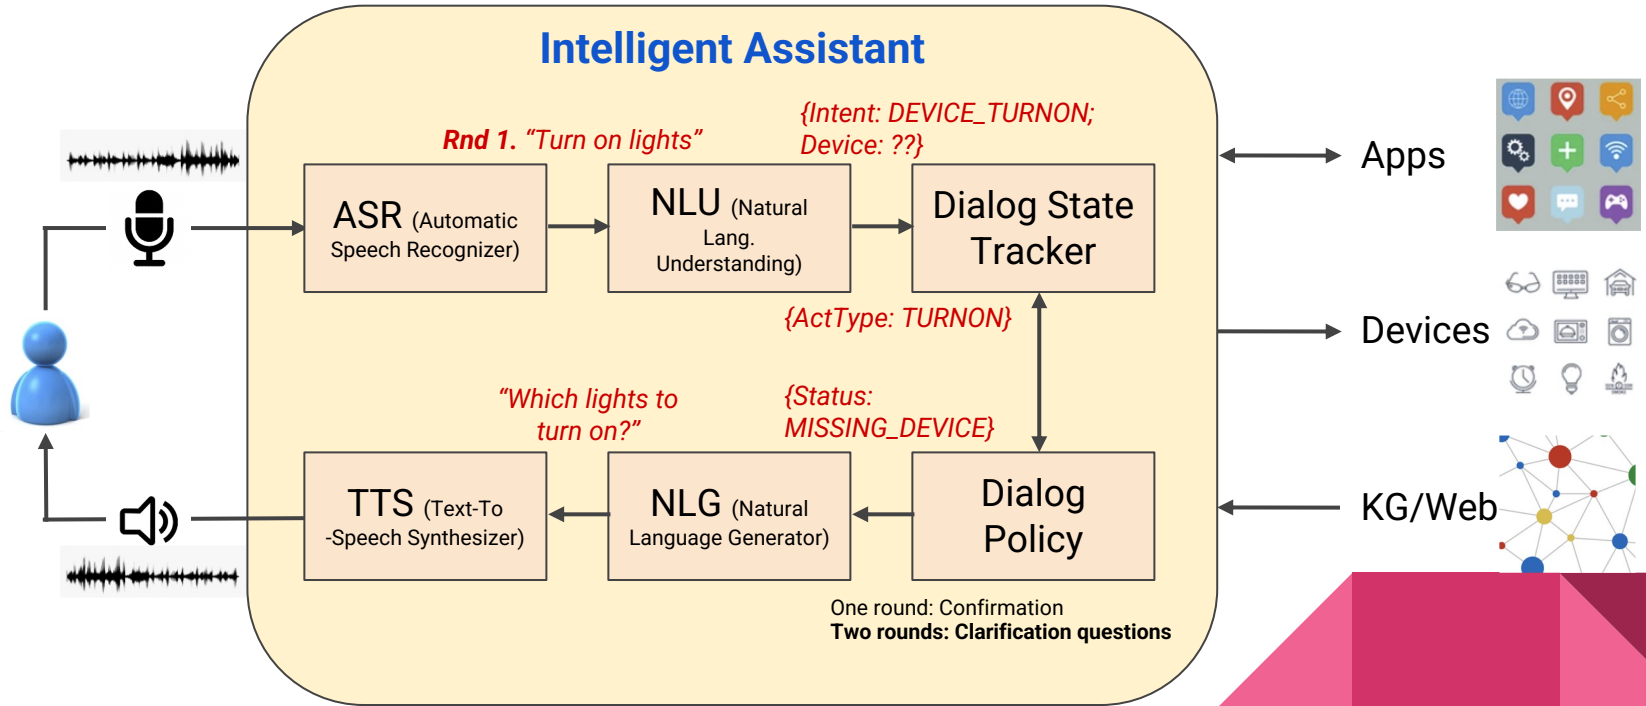 Intelligent Assistant
Rnd 1. “Turn on lights”
{Intent: DEVICE_TURNON;
Device: ??}
ASR (Automatic
Speech Recognizer)
NLU (Natural
Lang.
Understanding)
Dialog State
Tracker
{ActType: TURNON}
“Which lights to
turn on?”
{Status:
MISSING_DEVICE}
TTS (Text-To
-Speech Synthesizer)
NLG (Natural
Language Generator)
Dialog
Policy
One round: Confirmation
Two rounds: Clarification questions
Apps
Devices
KG/Web